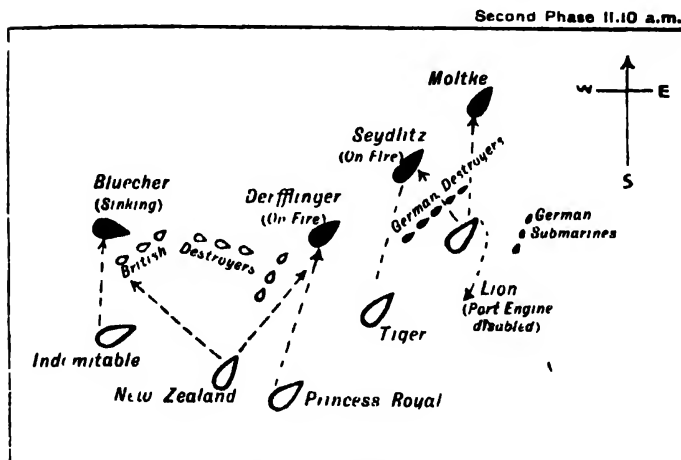 Second Phase 11.10 a.m.
Moltke
W E
S
Seydlitz
(On Fire)
German Destroyers
Bluecher
(Sinking)
Derfflinger
(On Fire)
British Destroyers
German
Submarines
Lion
(Port Engine
disabled)
Tiger
Indomitable
New Zealand
Princess Royal